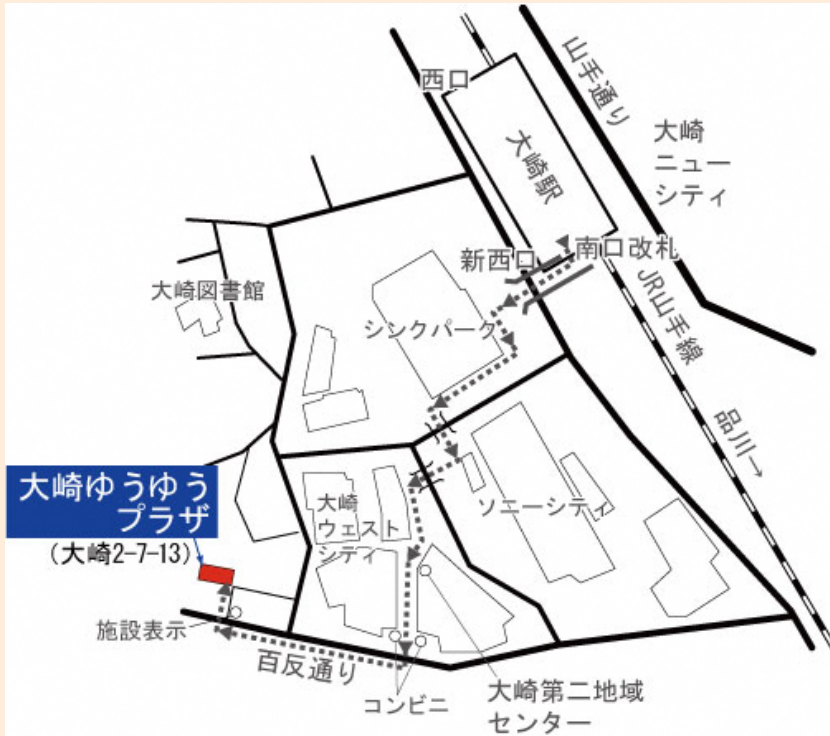 西口
山手通り
大崎
ニュー
シティ
大崎駅
新西口
南口改札
JR山手線
大崎図書館
シンクパーク
品川→
大崎ゆうゆう
プラザ
(大崎2-7-13)
大崎
ウェスト
シティ
ソニーシティ
施設表示
百反通り
コンビニ
大崎第二地域
センター